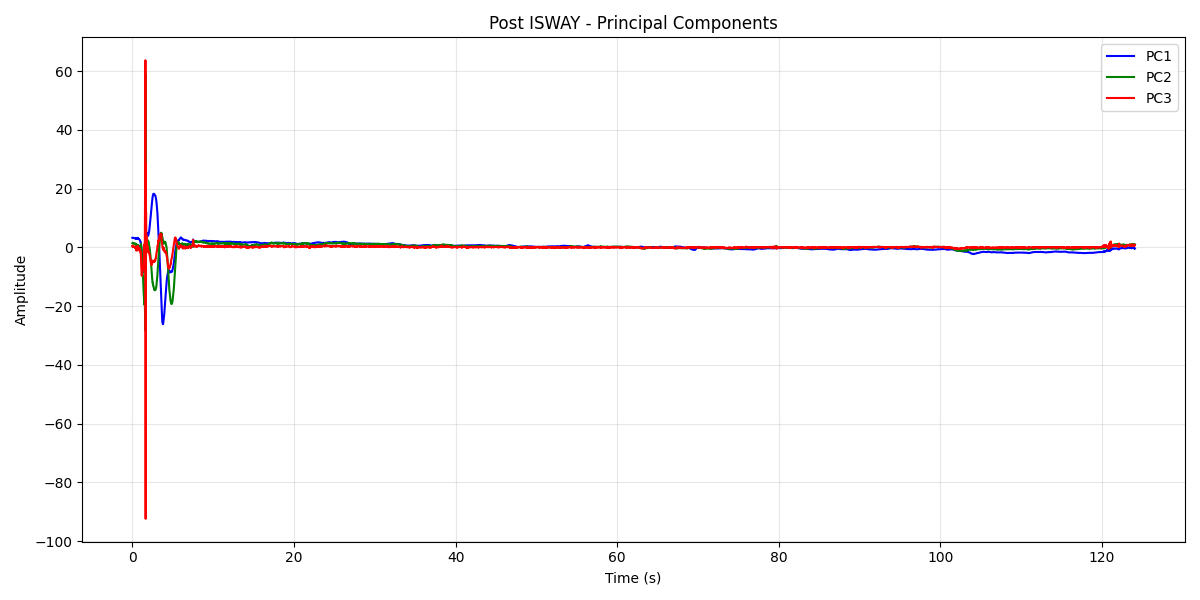 Post ISWAY - Principal Components
PC1
PC2
PC3
Amplitude
60
40
20
0
−20
−40
−60
−80
−100
0 20 40 60 80 100 120
Time (s)